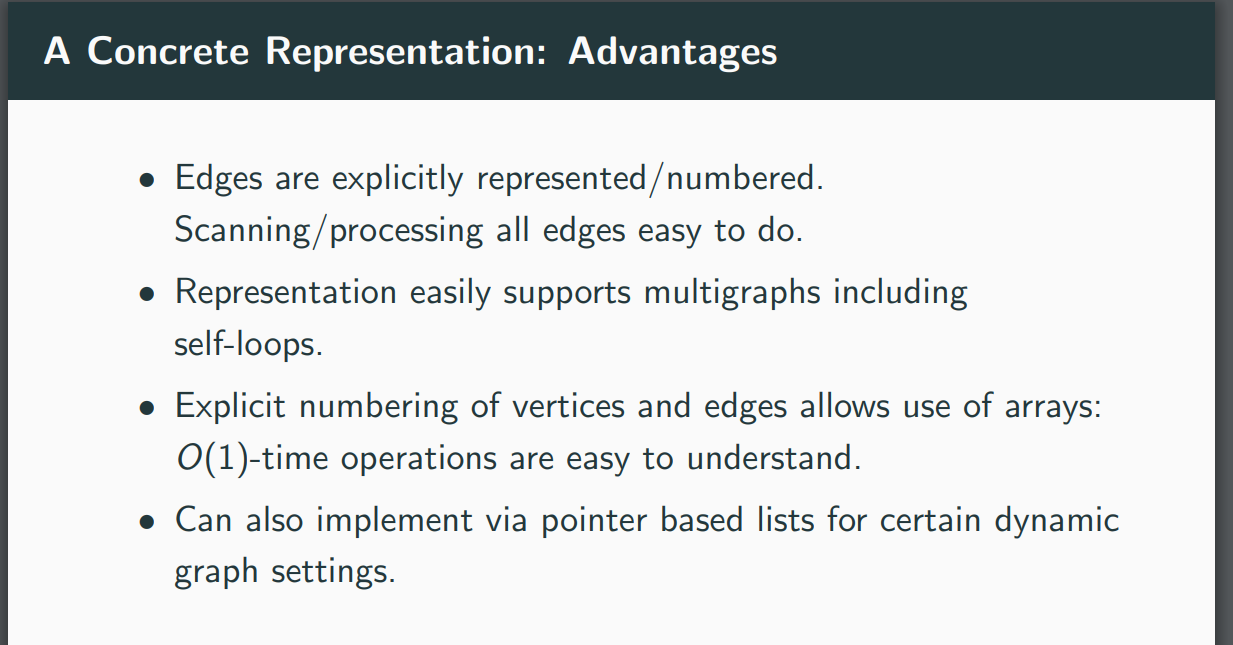 A Concrete Representation: Advantages
• Edges are explicitly represented/numbered.
Scanning/processing all edges easy to do.
• Representation easily supports multigraphs including
self-loops.
• Explicit numbering of vertices and edges allows use of arrays:
O(1)-time operations are easy to understand.
• Can also implement via pointer based lists for certain dynamic
graph settings.